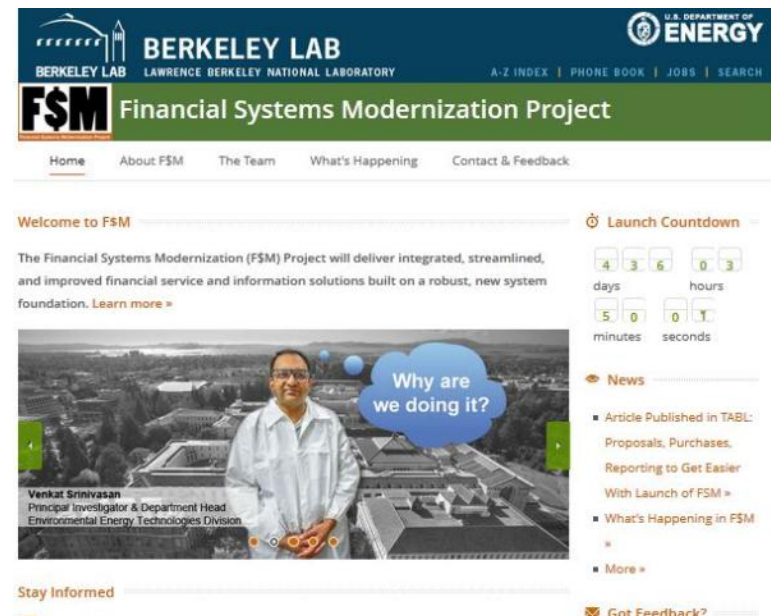 BERKELEY LAB
BERKELEY LAB
LAWRENCE BERKELEY NATIONAL LABORATORY
U.S. DEPARTMENT OF
ENERGY
A-Z INDEX | PHONE BOOK | JOBS | SEARCH
F$M
Financial Systems Modernization Project
Home About F$M The Team What's Happening Contact & Feedback
Welcome to F$M
The Financial Systems Modernization (F$M) Project will deliver integrated, streamlined,
and improved financial service and information solutions built on a robust, new system
foundation. Learn more »
Why are
we doing it?
Venkat Srinivasan
Principal Investigator & Department Head
Environmental Energy Technologies Division
Stay Informed
Launch Countdown
4 3 6 0 3
days hours
5 0 0 1
minutes seconds
News
Article Published in TABL:
Proposals, Purchases,
Reporting to Get Easier
With Launch of FSM »
What's Happening in F$M
»
More »
Got Feedback?